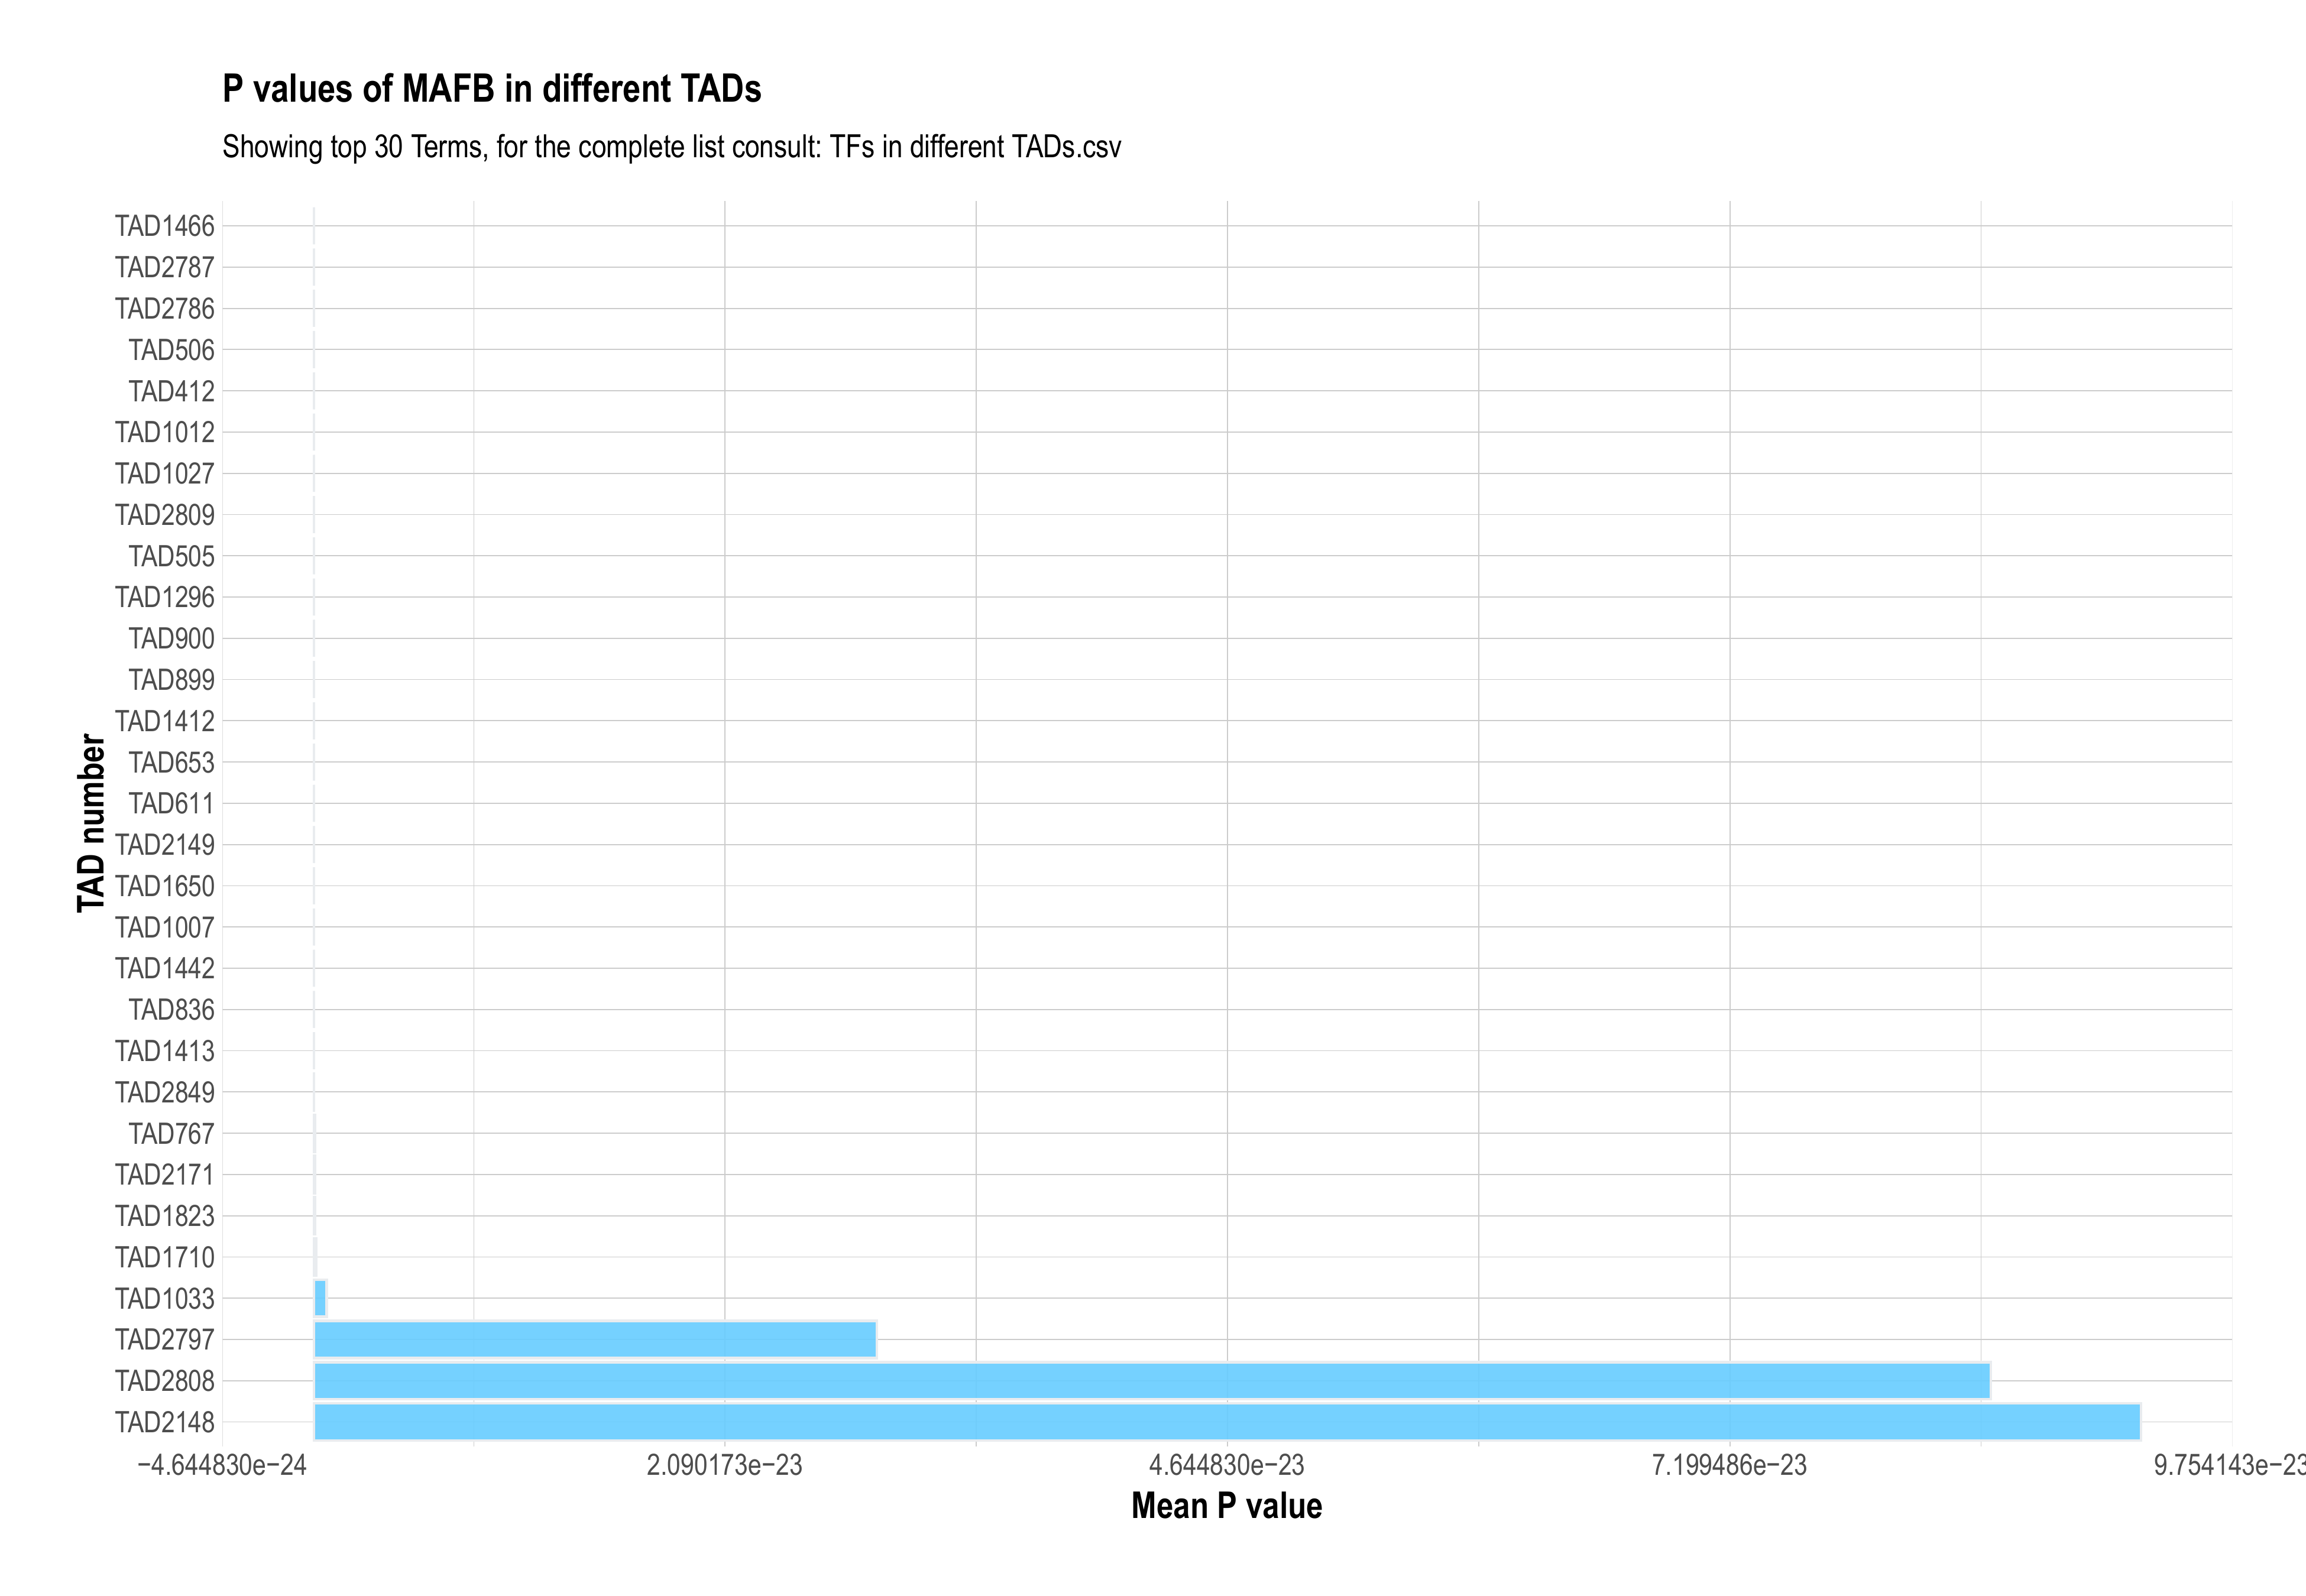 P values of MAFB in different TADs
Showing top 30 Terms, for the complete list consult: TFs in different TADs.csv
TAD number
TAD1466
TAD2787
TAD2786
TAD506
TAD412
TAD1012
TAD1027
TAD2809
TAD505
TAD1296
TAD900
TAD899
TAD1412
TAD653
TAD611
TAD2149
TAD1650
TAD1007
TAD1442
TAD836
TAD1413
TAD2849
TAD767
TAD2171
TAD1823
TAD1710
TAD1033
TAD2797
TAD2808
TAD2148
−4.644830e−24 2.090173e−23 4.644830e−23 7.199486e−23 9.754143e−23
Mean P value